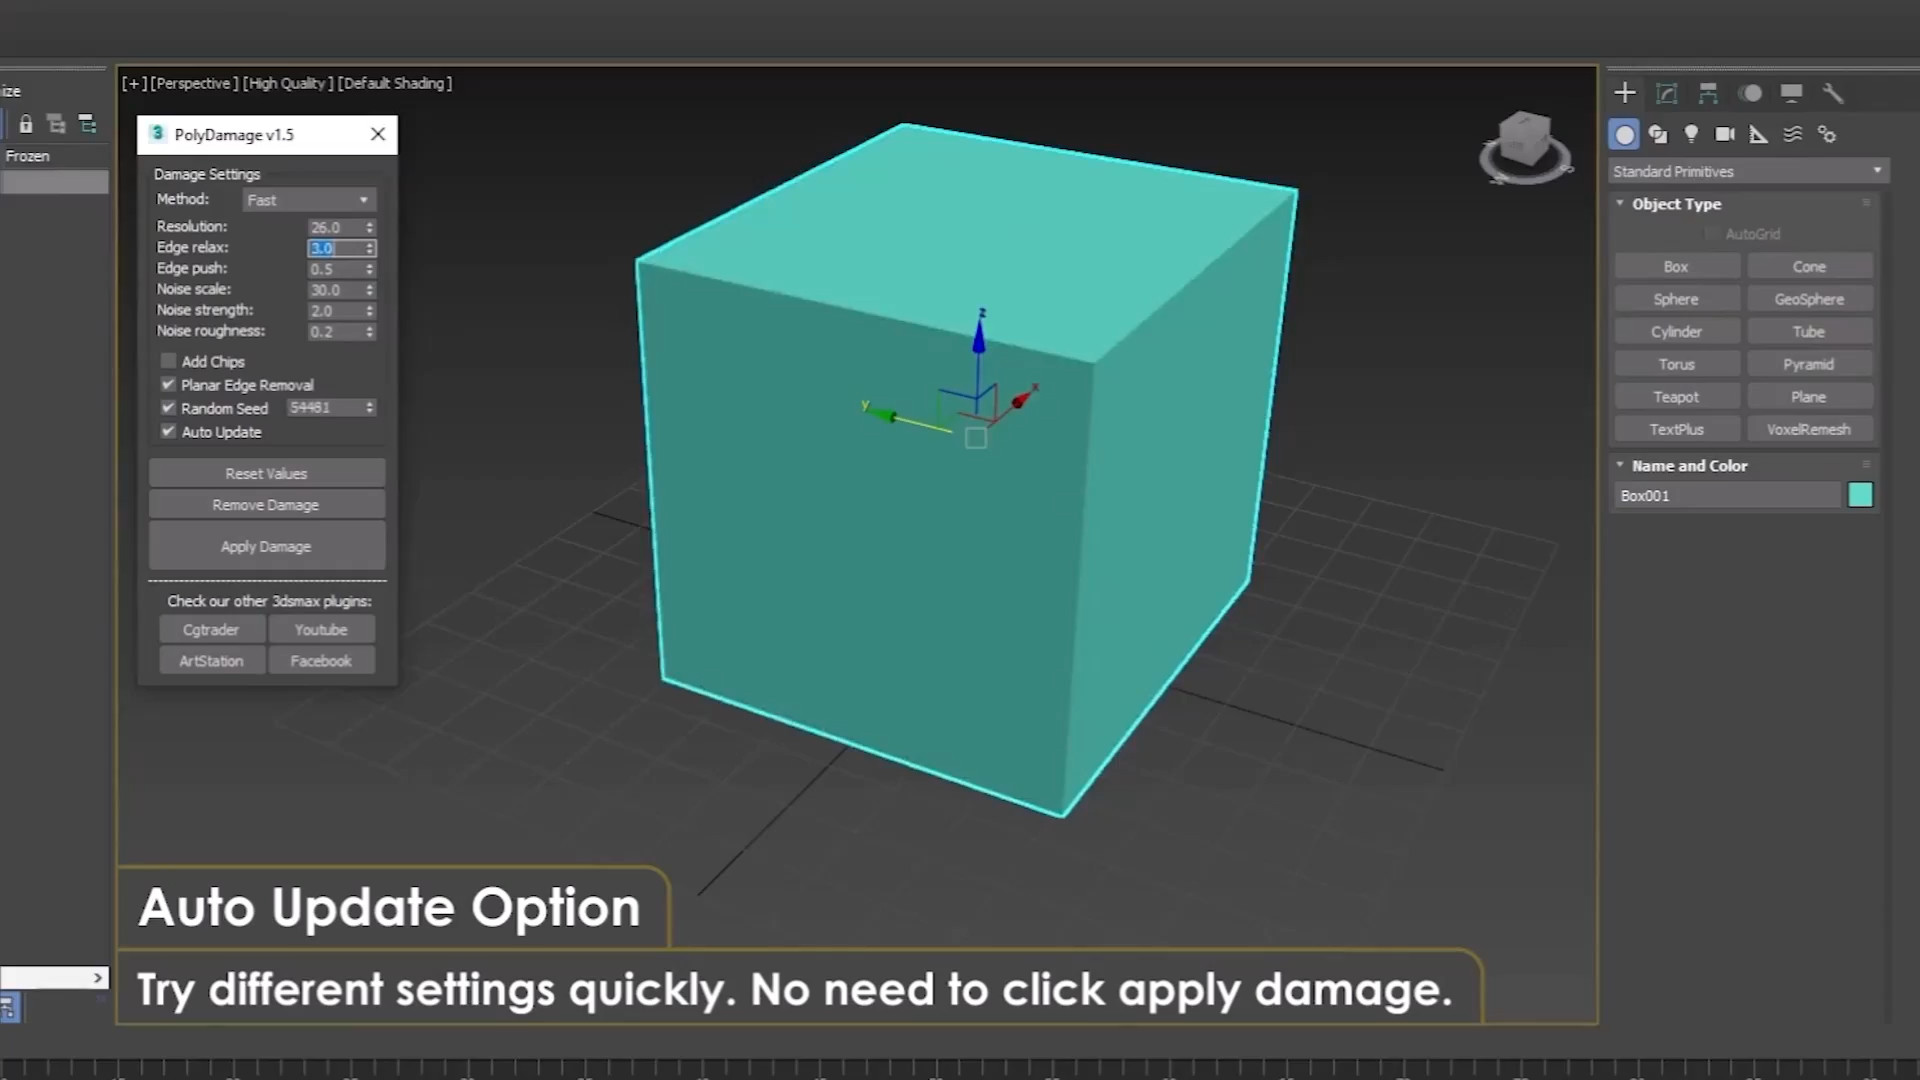 [+][Perspective][High Quality][Default Shading]
ize
Frozen
PolyDamage v1.5
Damage Settings
Method: Fast
Resolution: 26.0
Edge relax: 3.0
Edge push: 0.5
Noise scale: 30.0
Noise strength: 2.0
Noise roughness: 0.2
Add Chips
Planar Edge Removal
Random Seed 54481
Auto Update
Reset Values
Remove Damage
Apply Damage
Check our other 3dsmax plugins:
Cgtrader Youtube
ArtStation Facebook
z
x
y
Standard Primitives
Object Type
AutoGrid
Box Cone
Sphere GeoSphere
Cylinder Tube
Torus Pyramid
Teapot Plane
TextPlus VoxelRemesh
Name and Color
Box001
Auto Update Option
Try different settings quickly. No need to click apply damage.